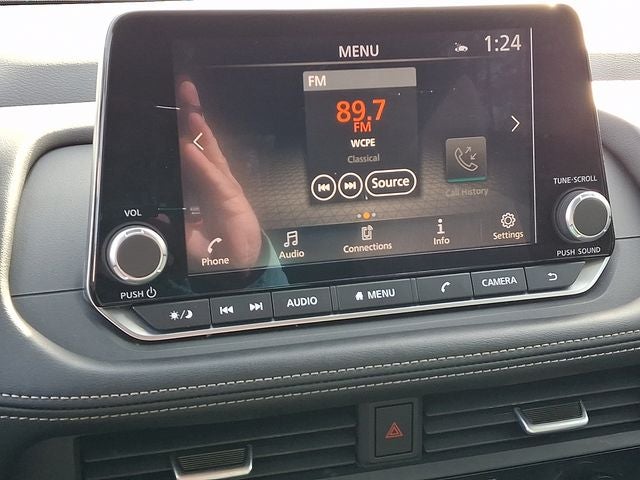 MENU
1:24
FM
89.7
FM
WCPE
Classical
Source
Call History
Phone
Audio
Connections
Info
Settings
VOL
PUSH
TUNE·SCROLL
PUSH SOUND
AUDIO
MENU
CAMERA